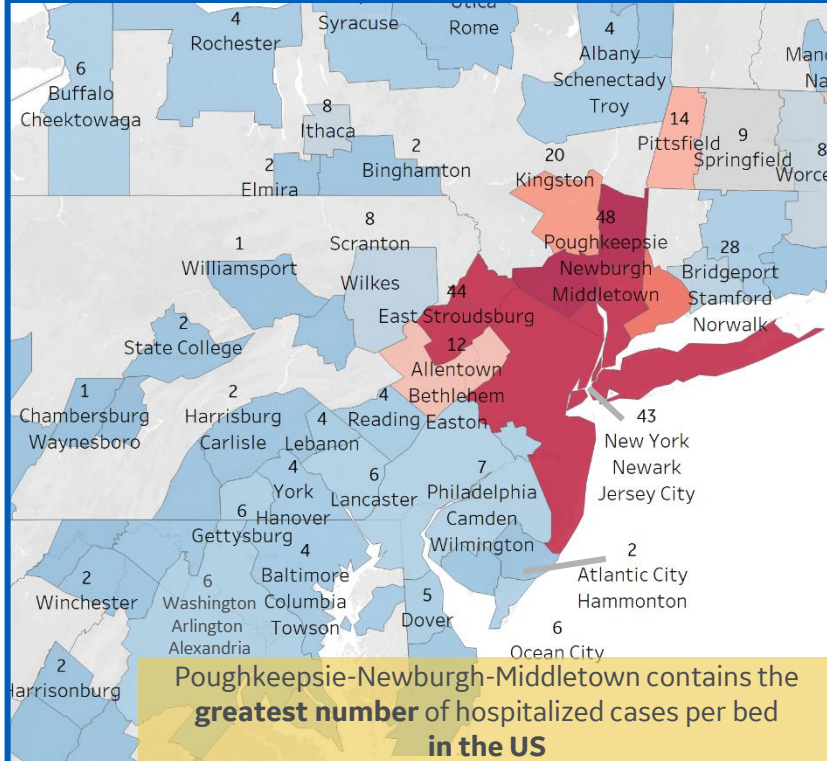 4
Rochester
Syracuse
Utica
Rome
4
Albany
Schenectady
Troy
6
Buffalo
Cheektowaga
8
Ithaca
2
Binghamton
2
Elmira
14
Pittsfield
9
Springfield
8
20
Kingston
48
Poughkeepsie
Newburgh
Middletown
28
Bridgeport
Stamford
Norwalk
8
Scranton
Wilkes
1
Williamsport
44
East Stroudsburg
2
State College
12
Allentown
Bethlehem
Easton
1
Chambersburg
Waynesboro
2
Harrisburg
Carlisle
4
Lebanon
4
Reading
43
New York
Newark
Jersey City
4
York
Hanover
6
Lancaster
7
Philadelphia
Camden
Wilmington
6
Gettysburg
4
Baltimore
Columbia
Towson
2
Atlantic City
Hammonton
2
Winchester
6
Washington
Arlington
Alexandria
5
Dover
6
Ocean City
2
Harrisonburg
Poughkeepsie-Newburgh-Middletown contains the
greatest number of hospitalized cases per bed
in the US